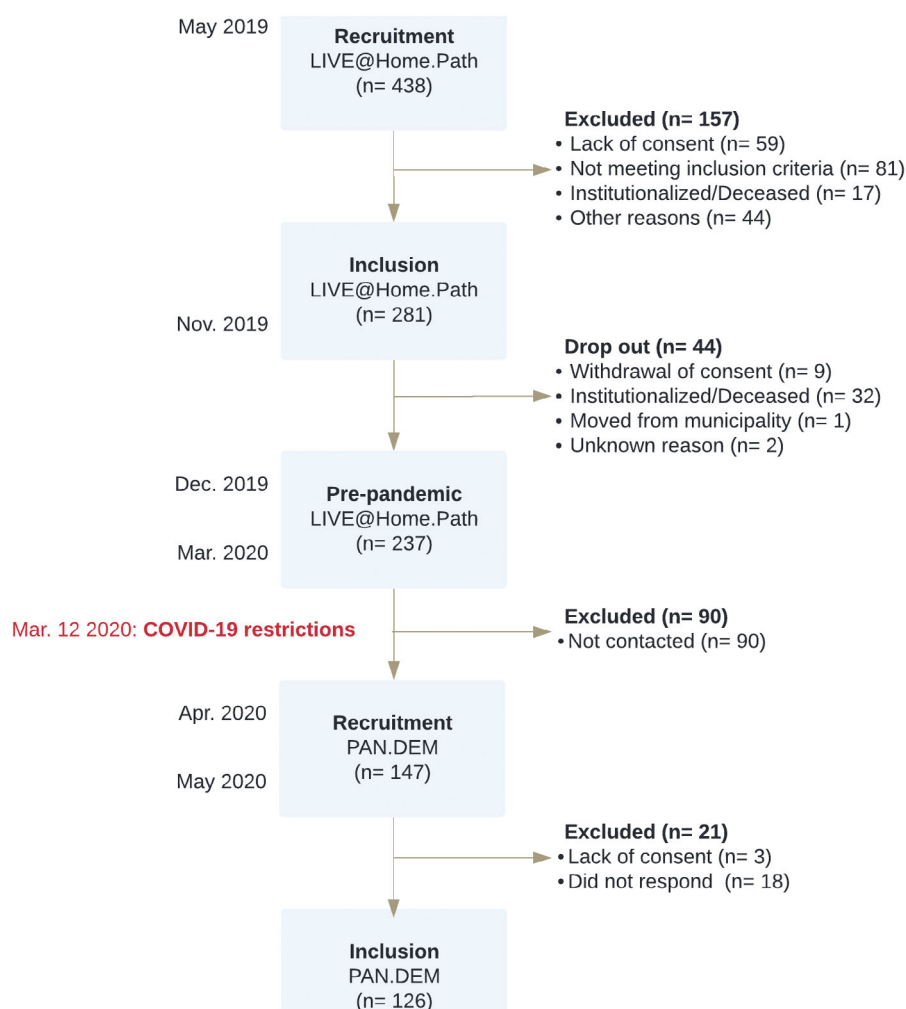 May 2019
Recruitment
LIVE@Home.Path
(n= 438)
Excluded (n= 157)
• Lack of consent (n= 59)
• Not meeting inclusion criteria (n= 81)
• Institutionalized/Deceased (n= 17)
• Other reasons (n= 44)
Inclusion
LIVE@Home.Path
(n= 281)
Nov. 2019
Drop out (n= 44)
• Withdrawal of consent (n= 9)
• Institutionalized/Deceased (n= 32)
• Moved from municipality (n= 1)
• Unknown reason (n= 2)
Dec. 2019
Pre-pandemic
LIVE@Home.Path
(n= 237)
Mar. 2020
Mar. 12 2020: COVID-19 restrictions
Excluded (n= 90)
• Not contacted (n= 90)
Apr. 2020
Recruitment
PAN.DEM
(n= 147)
May 2020
Excluded (n= 21)
• Lack of consent (n= 3)
• Did not respond (n= 18)
Inclusion
PAN.DEM
(n= 126)